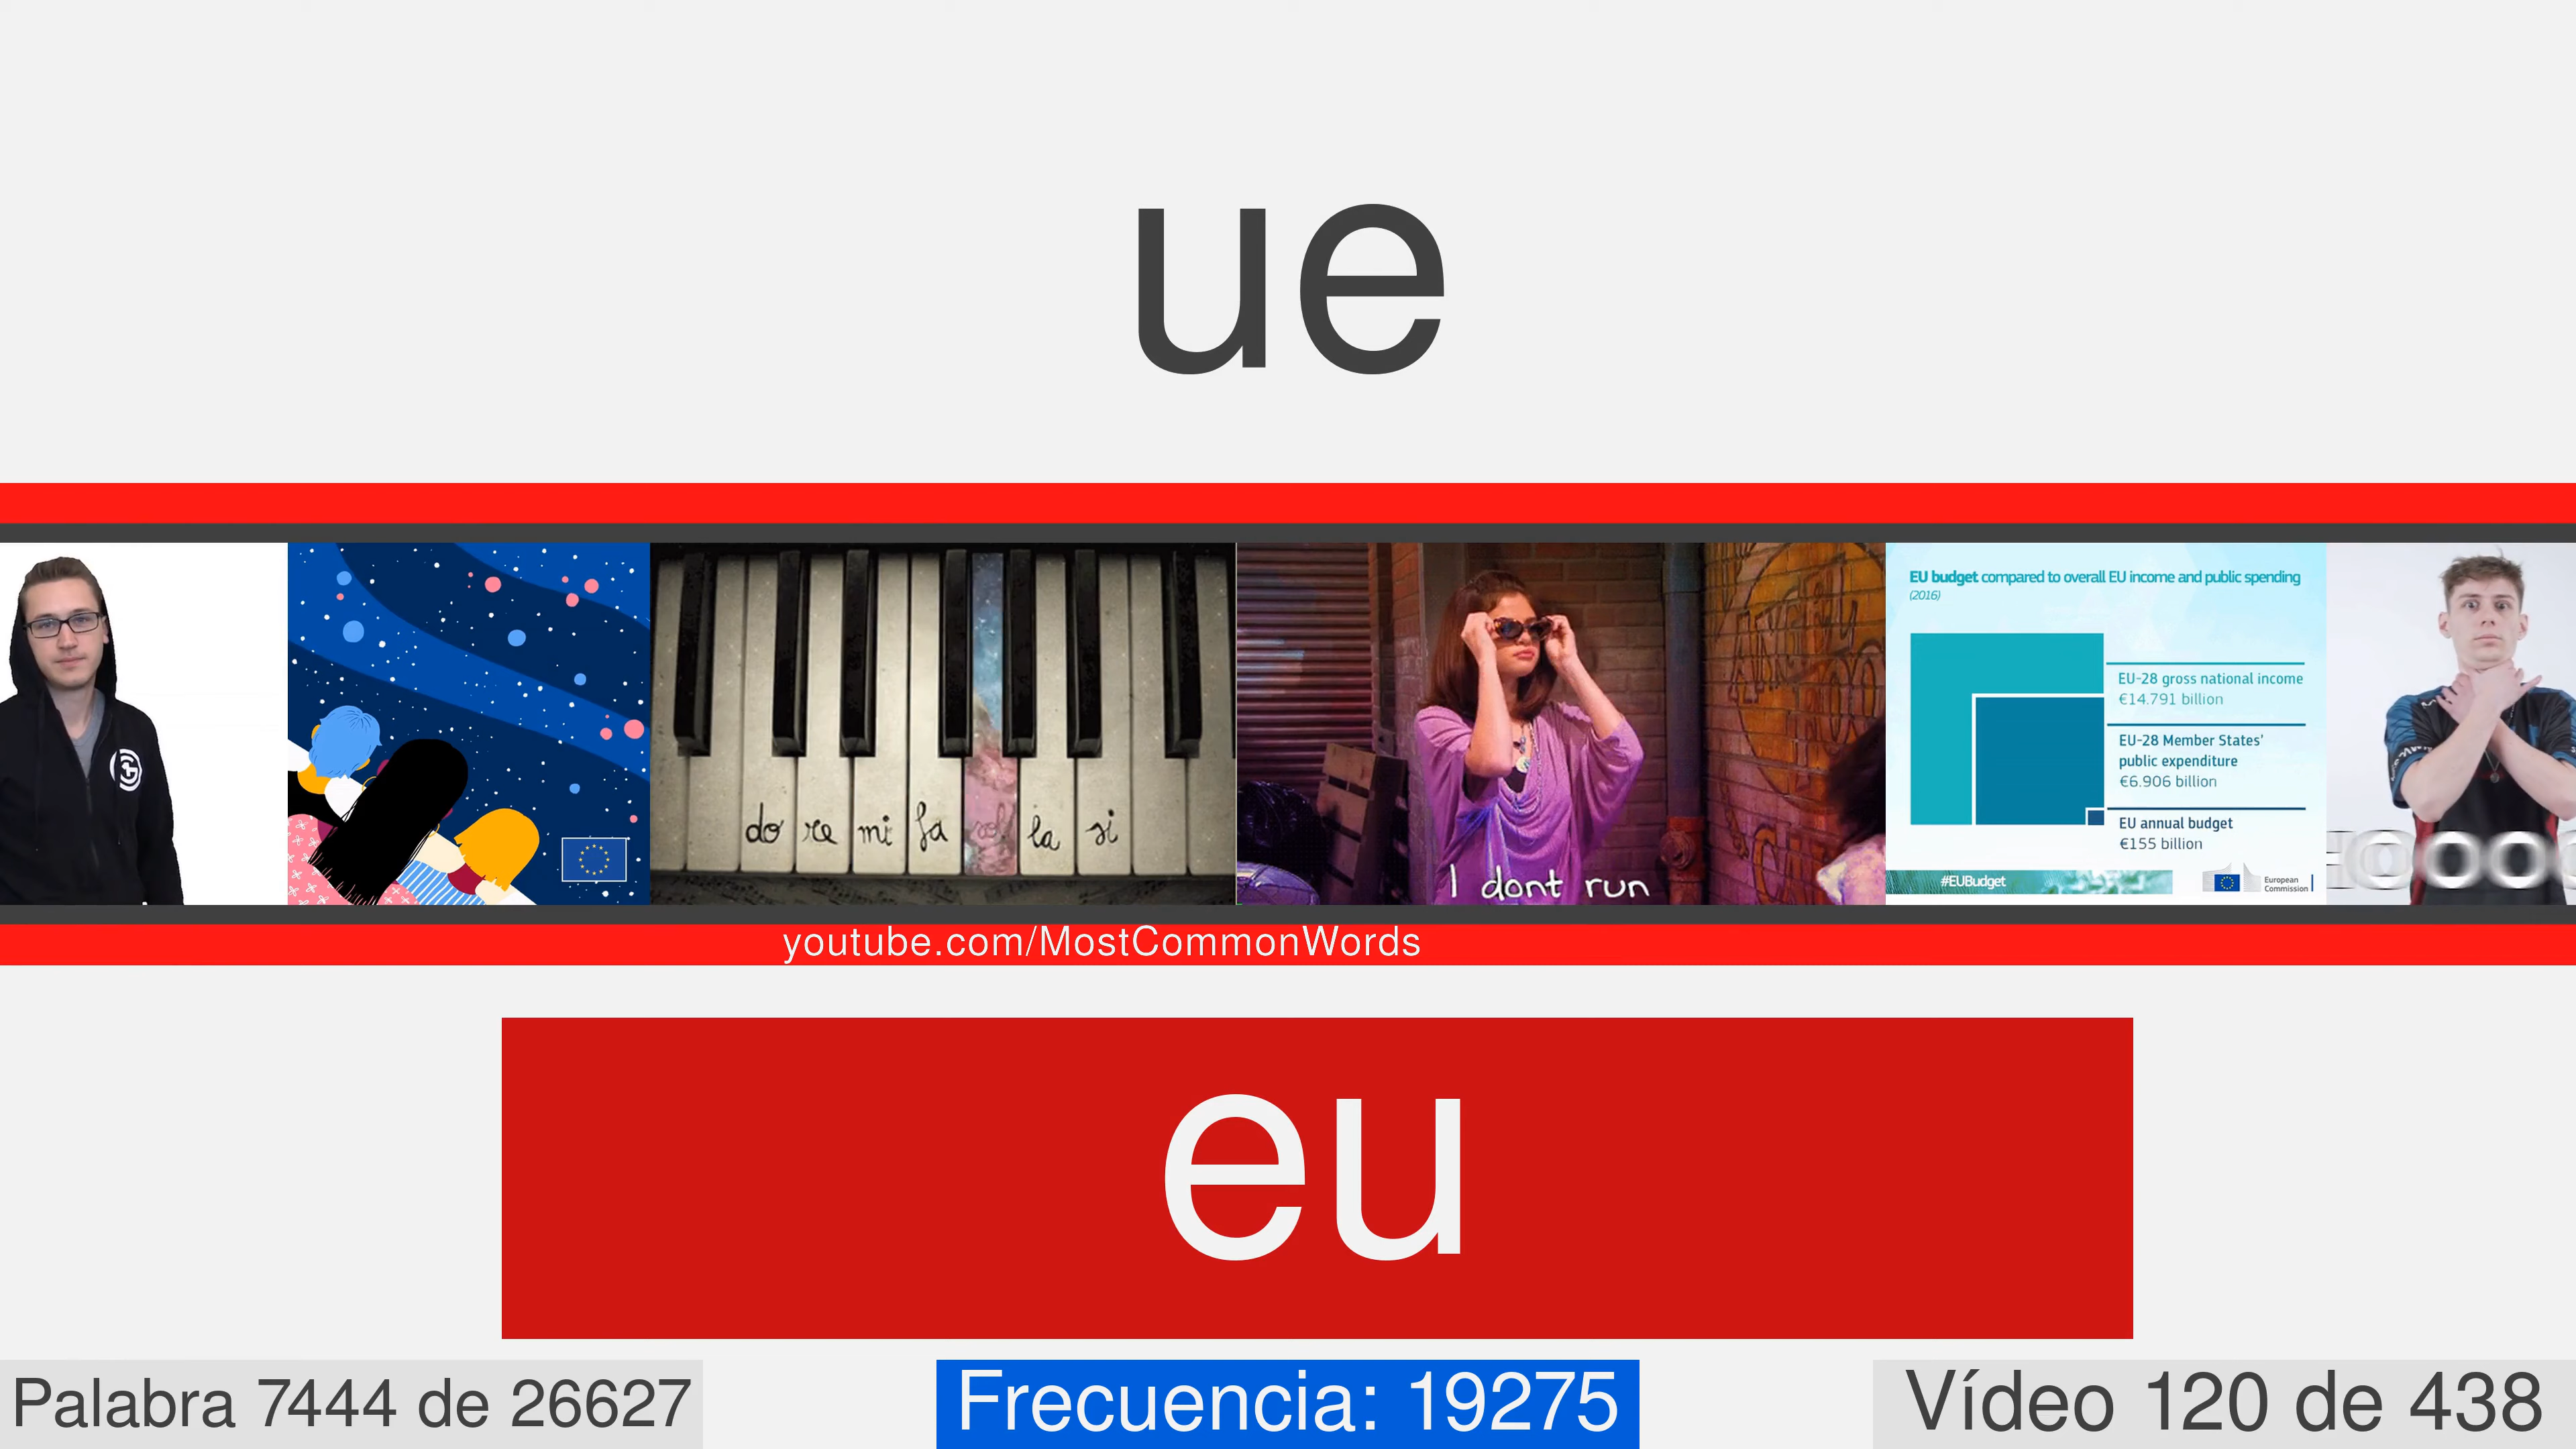 ue
do re mi fa sol la si
I dont run
EU budget compared to overall EU income and public spending
(2016)
EU-28 gross national income
€14.791 billion
EU-28 Member States'
public expenditure
€6.906 billion
EU annual budget
€155 billion
#EUBudget
European
Commission
youtube.com/MostCommonWords
eu
Palabra 7444 de 26627
Frecuencia: 19275
Vídeo 120 de 438